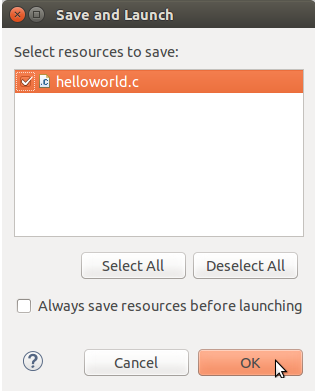 Save and Launch
Select resources to save:
helloworld.c
Select All Deselect All
Always save resources before launching
? Cancel OK